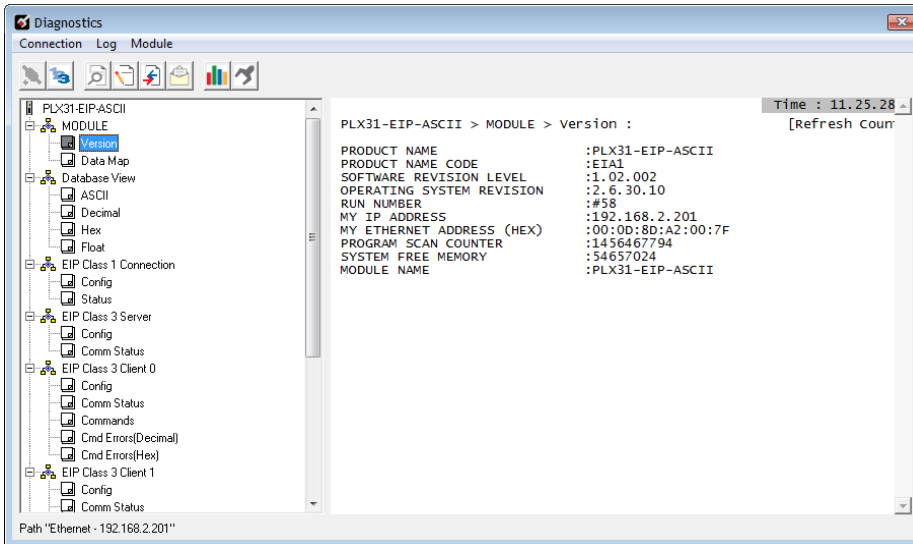 Diagnostics
Connection Log Module
PLX31-EIP-ASCII
MODULE
Version
Data Map
Database View
ASCII
Decimal
Hex
Float
EIP Class 1 Connection
Config
Status
EIP Class 3 Server
Config
Comm Status
EIP Class 3 Client 0
Config
Comm Status
Commands
Cmd Errors(Decimal)
Cmd Errors(Hex)
EIP Class 3 Client 1
Config
Comm Status
Time : 11.25.28
PLX31-EIP-ASCII > MODULE > Version : [Refresh Coun
PRODUCT NAME :PLX31-EIP-ASCII
PRODUCT NAME CODE :EIA1
SOFTWARE REVISION LEVEL :1.02.002
OPERATING SYSTEM REVISION :2.6.30.10
RUN NUMBER :#58
MY IP ADDRESS :192.168.2.201
MY ETHERNET ADDRESS (HEX) :00:0D:8D:A2:00:7F
PROGRAM SCAN COUNTER :1456467794
SYSTEM FREE MEMORY :54657024
MODULE NAME :PLX31-EIP-ASCII
Path "Ethernet - 192.168.2.201"